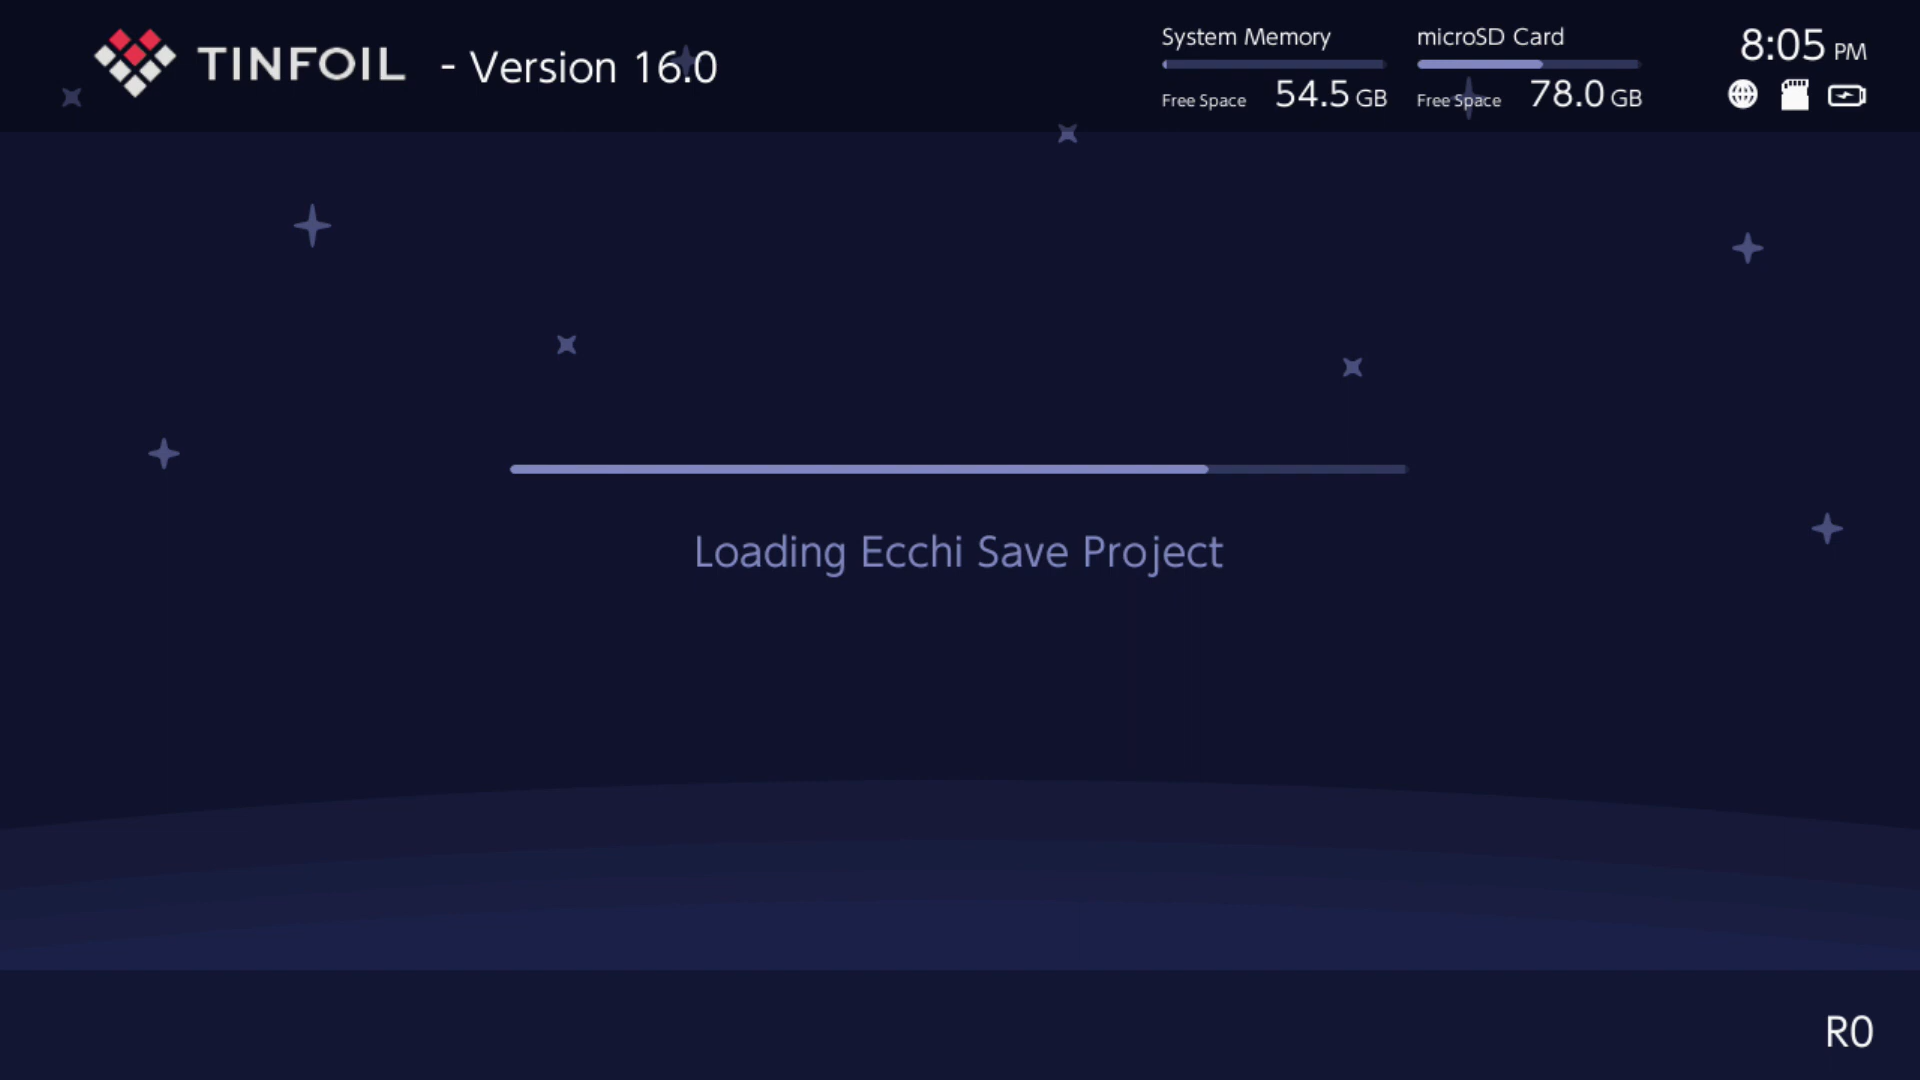 TINFOIL - Version 16.0
System Memory
Free Space 54.5 GB
microSD Card
Free Space 78.0 GB
8:05 PM
Loading Ecchi Save Project
R0